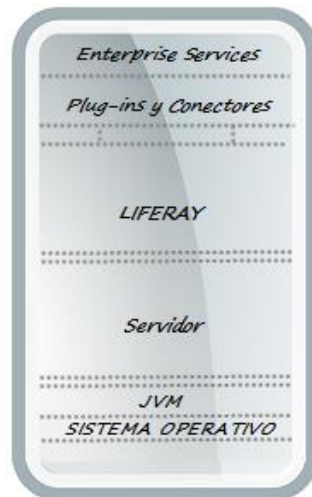 Enterprise Services
Plug-ins y Conectores
LIFERAY
Servidor
JVM
SISTEMA OPERATIVO